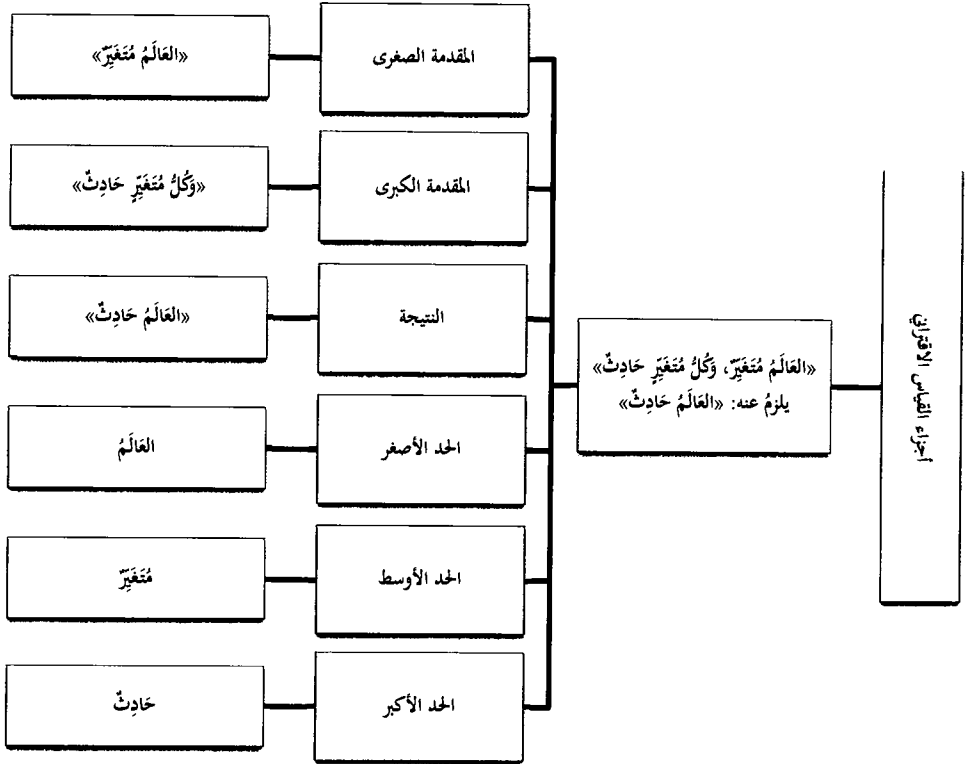 أجزاء القياس الاقتراني
«العَالَمُ مُتَغَيِّرٌ، وَكُلُّ مُتَغَيِّرٍ حَادِثٌ»
يلزمُ عنه: «العَالَمُ حَادِثٌ»
المقدمة الصغرى
«العَالَمُ مُتَغَيِّرٌ»
المقدمة الكبرى
«وَكُلُّ مُتَغَيِّرٍ حَادِثٌ»
النتيجة
«العَالَمُ حَادِثٌ»
الحد الأصغر
العَالَمُ
الحد الأوسط
مُتَغَيِّرٌ
الحد الأكبر
حَادِثٌ